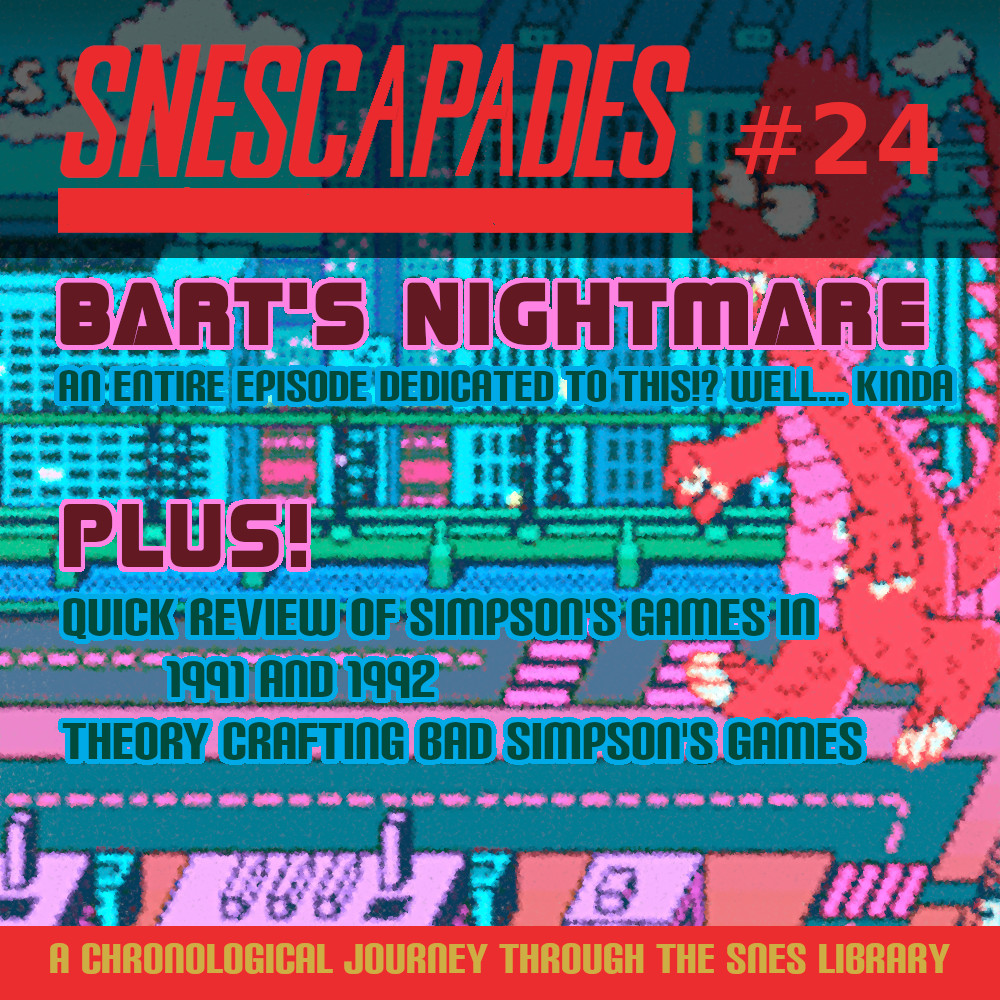 SNESCAPADES
#24
BART'S NIGHTMARE
AN ENTIRE EPISODE DEDICATED TO THIS!? WELL... KINDA
PLUS!
QUICK REVIEW OF SIMPSON'S GAMES IN
1991 AND 1992
THEORY CRAFTING BAD SIMPSON'S GAMES
A CHRONOLOGICAL JOURNEY THROUGH THE SNES LIBRARY